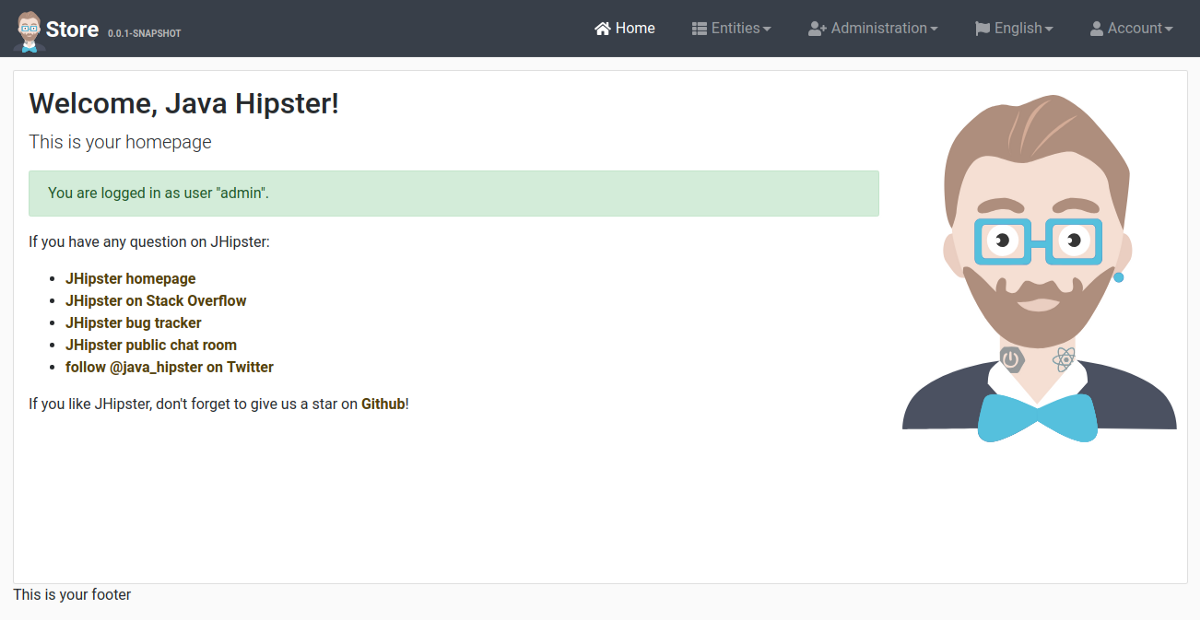 Store 0.0.1-SNAPSHOT Home Entities Administration English Account
Welcome, Java Hipster!
This is your homepage
You are logged in as user "admin".
If you have any question on JHipster:
JHipster homepage
JHipster on Stack Overflow
JHipster bug tracker
JHipster public chat room
follow @java_hipster on Twitter
If you like JHipster, don't forget to give us a star on Github!
This is your footer